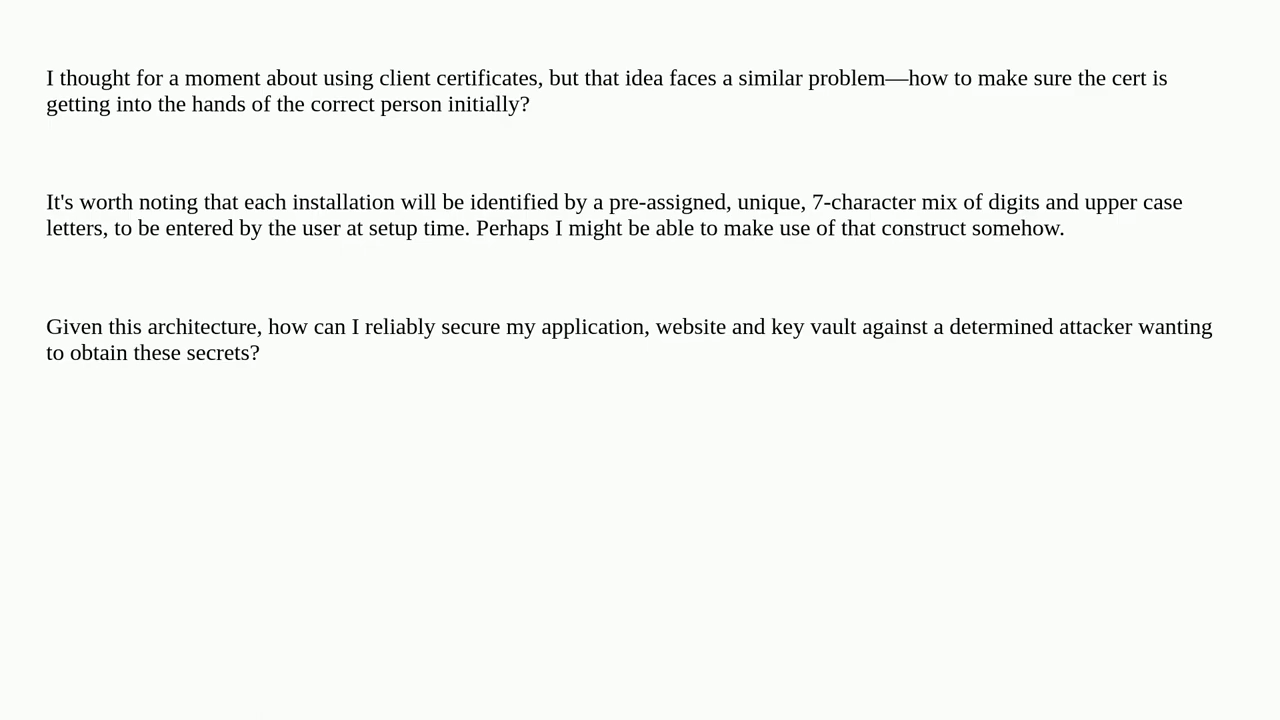 I thought for a moment about using client certificates, but that idea faces a similar problem—how to make sure the cert is
getting into the hands of the correct person initially?
It's worth noting that each installation will be identified by a pre-assigned, unique, 7-character mix of digits and upper case
letters, to be entered by the user at setup time. Perhaps I might be able to make use of that construct somehow.
Given this architecture, how can I reliably secure my application, website and key vault against a determined attacker wanting
to obtain these secrets?